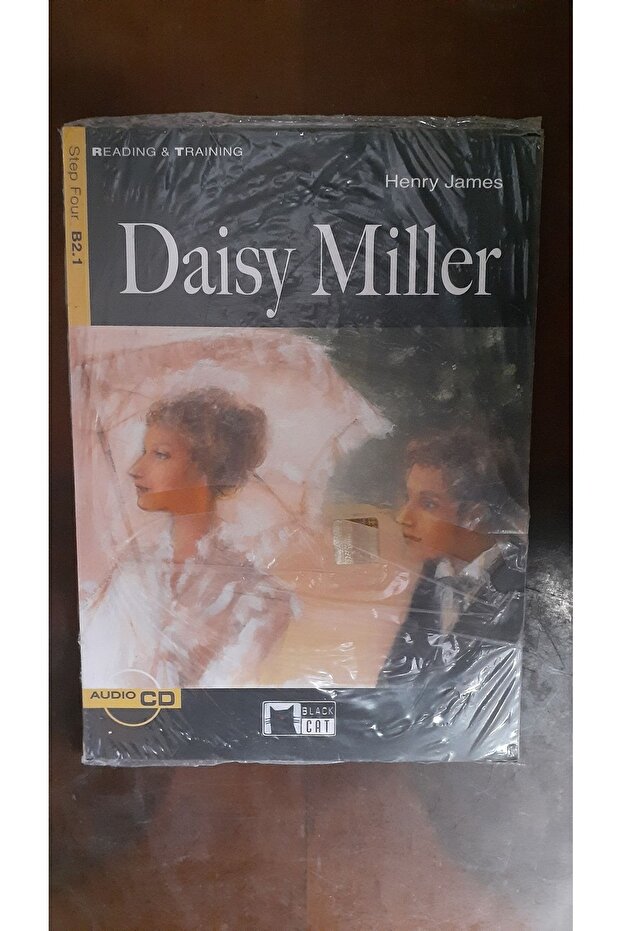 READING & TRAINING
Step Four B2.1
Henry James
Daisy Miller
AUDIO CD
BLACK
CAT